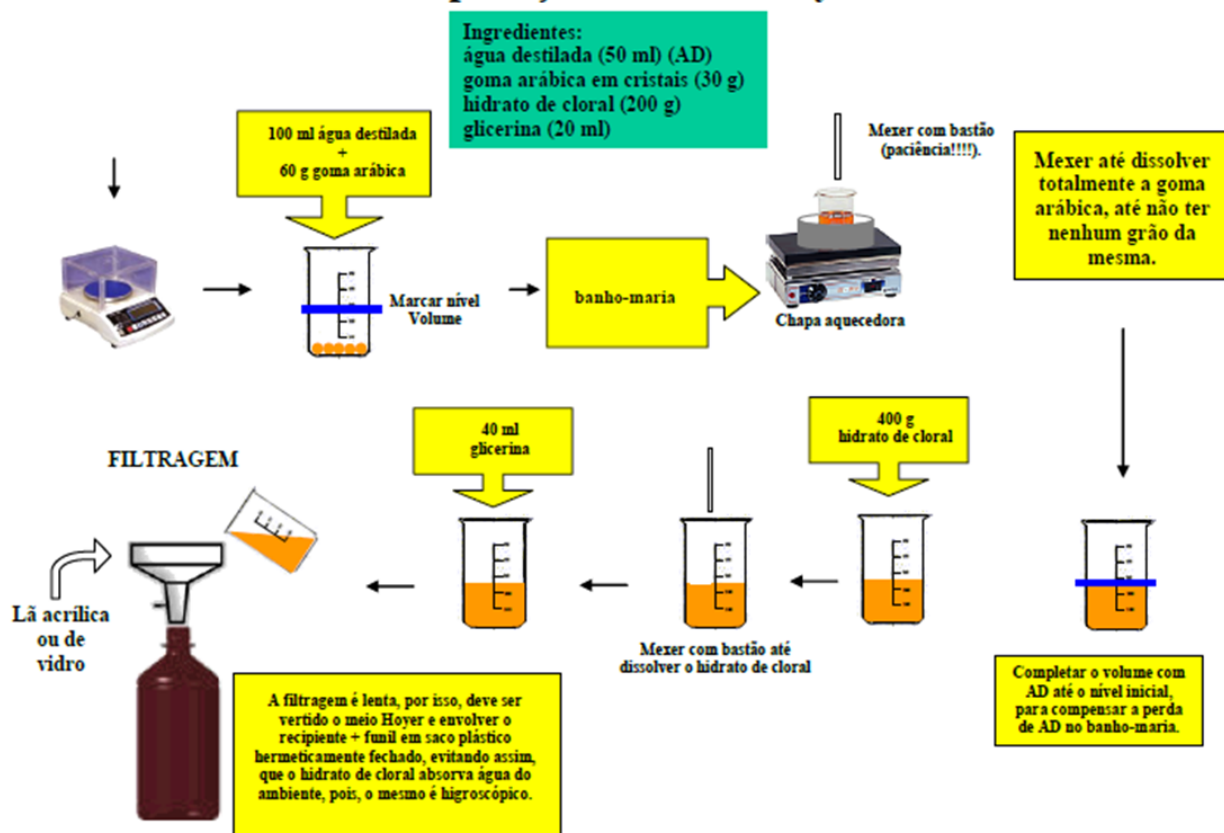 Ingredientes:
água destilada (50 ml) (AD)
goma arábica em cristais (30 g)
hidrato de cloral (200 g)
glicerina (20 ml)
100 ml água destilada
+
60 g goma arábica
Marcar nível
Volume
banho-maria
Mexer com bastão
(paciência!!!!).
Chapa aquecedora
Mexer até dissolver
totalmente a goma
arábica, até não ter
nenhum grão da
mesma.
Completar o volume com
AD até o nível inicial,
para compensar a perda
de AD no banho-maria.
400 g
hidrato de cloral
Mexer com bastão até
dissolver o hidrato de cloral
40 ml
glicerina
FILTRAGEM
Lã acrílica
ou de
vidro
A filtragem é lenta, por isso, deve ser
vertido o meio Hoyer e envolver o
recipiente + funil em saco plástico
hermeticamente fechado, evitando assim,
que o hidrato de cloral absorva água do
ambiente, pois, o mesmo é higroscópico.